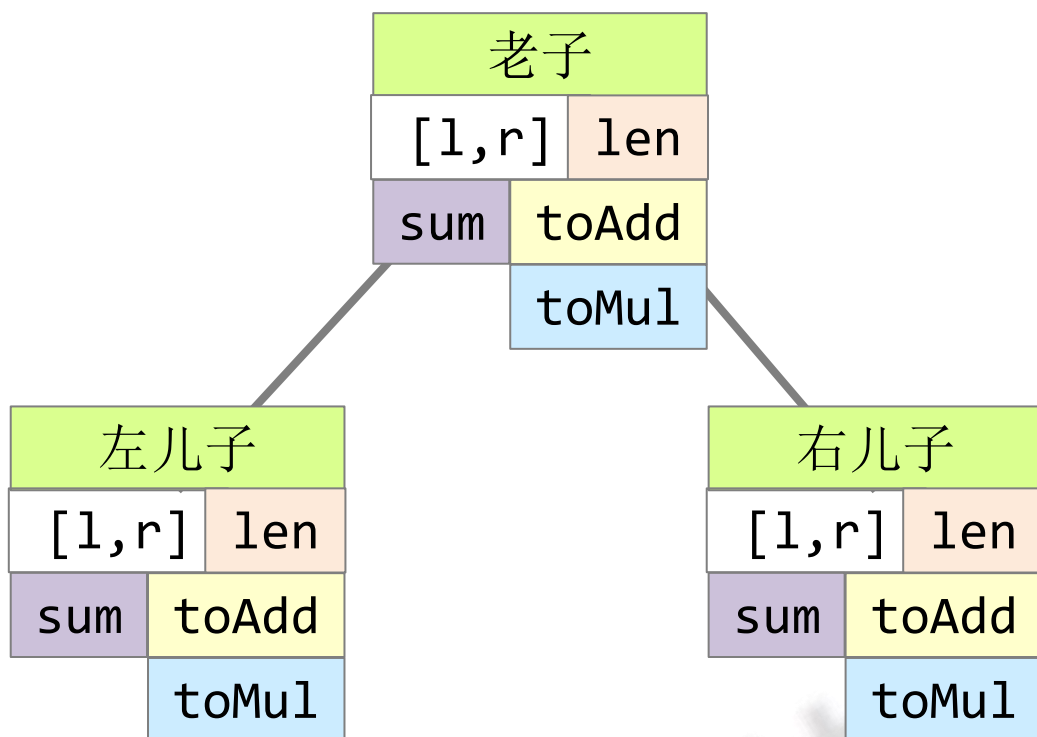 老子
[l,r] len
sum toAdd
toMul
左儿子
[l,r] len
sum toAdd
toMul
右儿子
[l,r] len
sum toAdd
toMul